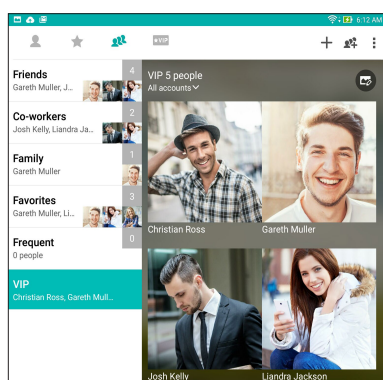 6:12 AM
VIP
Friends
4
Gareth Muller, J...
Co-workers
2
Josh Kelly, Liandra Ja...
Family
1
Gareth Muller
Favorites
3
Gareth Muller, Li...
Frequent
0
0 people
VIP
Christian Ross, Gareth Mull...
VIP 5 people
All accounts
Christian Ross
Gareth Muller
Josh Kelly
Liandra Jackson